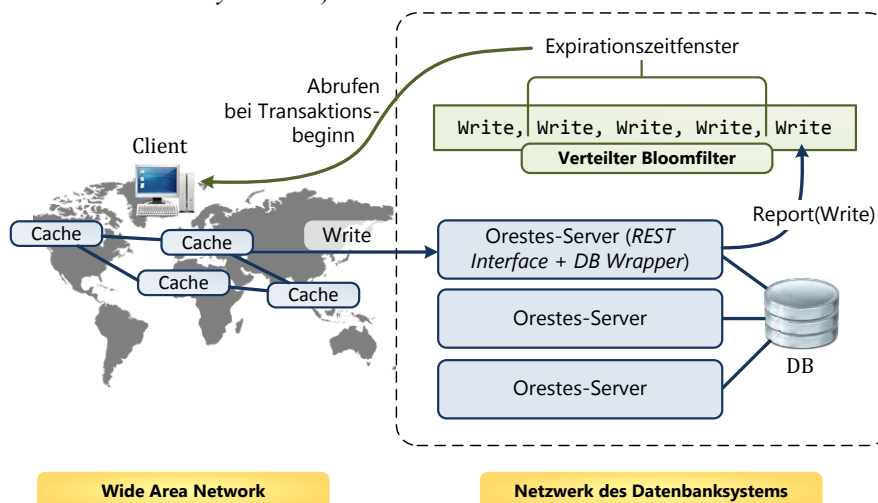 Expirationszeitfenster
Abrufen
bei Transaktions-
beginn
Write, Write, Write, Write, Write
Verteilter Bloomfilter
Client
Report(Write)
Cache
Cache
Write
Cache
Cache
Orestes-Server (REST
Interface + DB Wrapper)
Orestes-Server
Orestes-Server
DB
Wide Area Network
Netzwerk des Datenbanksystems